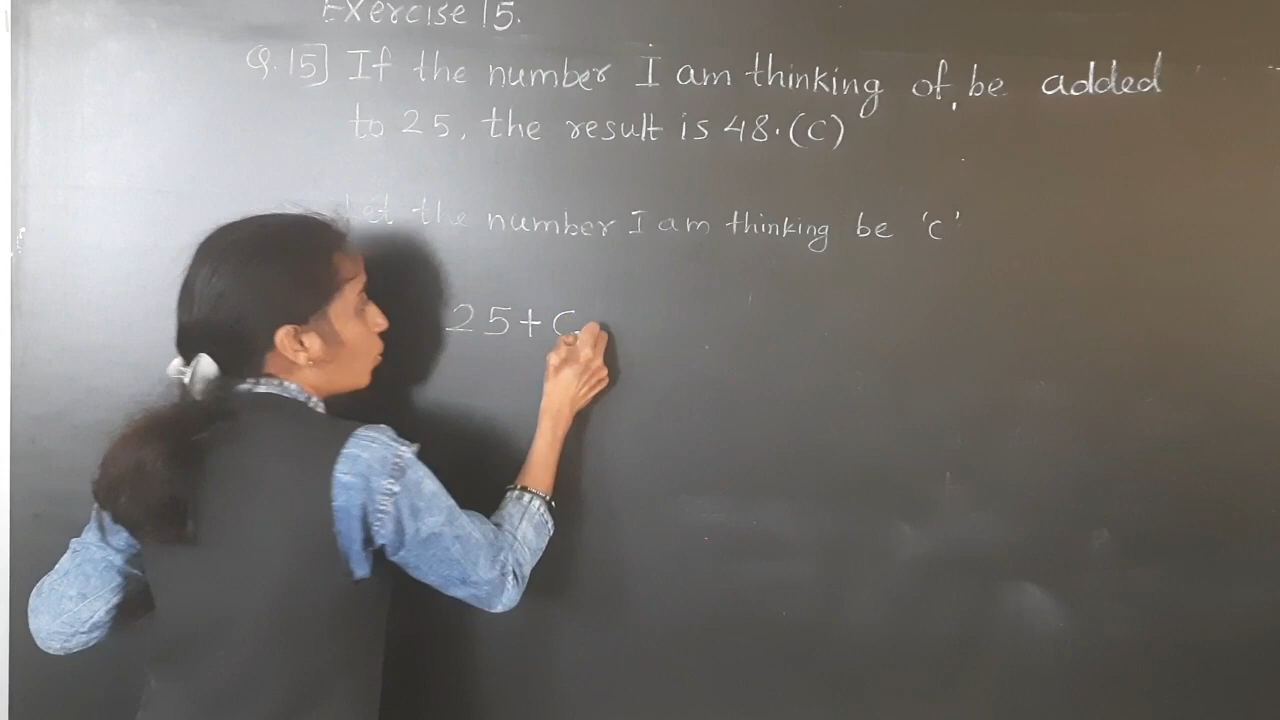 Exercise 15.
Q.15] If the number I am thinking of, be added
to 25, the result is 48. (C)
Let the number I am thinking be 'c'
25+C